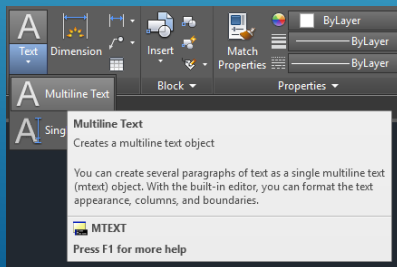 A
Text
Dimension
Insert
Match
Properties
ByLayer
ByLayer
ByLayer
Block
Properties
A Multiline Text
A Sing
Multiline Text
Creates a multiline text object
You can create several paragraphs of text as a single multiline text
(mtext) object. With the built-in editor, you can format the text
appearance, columns, and boundaries.
MTEXT
Press F1 for more help